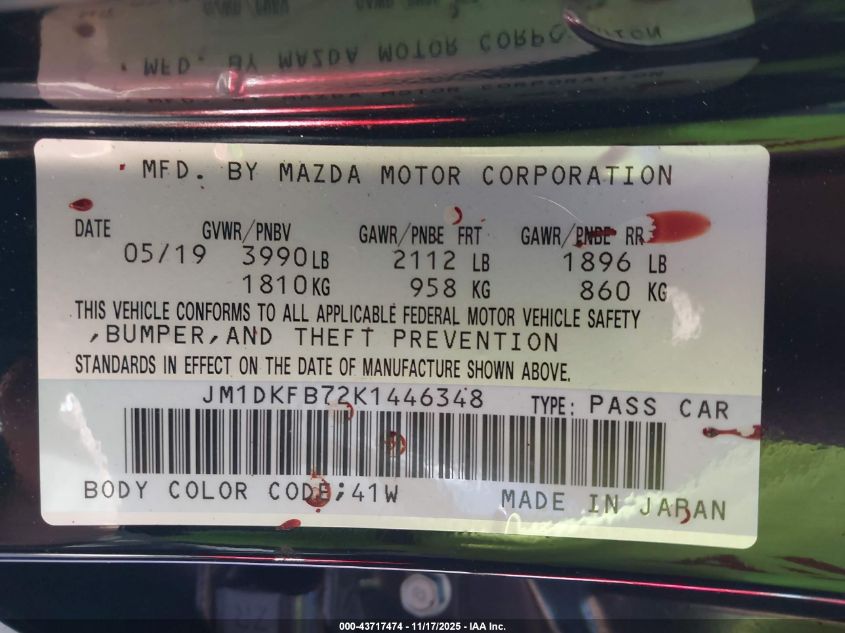 MFD. BY MAZDA MOTOR CORPORATION
DATE GVWR/PNBV GAWR/PNBE FRT GAWR/PNBE RR
05/19 3990LB 2112 LB 1896 LB
1810KG 958 KG 860 KG
THIS VEHICLE CONFORMS TO ALL APPLICABLE FEDERAL MOTOR VEHICLE SAFETY
,BUMPER,AND THEFT PREVENTION
STANDARDS IN EFFECT ON THE DATE OF MANUFACTURE SHOWN ABOVE.
JM1DKFB72K1446348 TYPE: PASS CAR
BODY COLOR CODE;41W MADE IN JAPAN
000-43717474 - 11/17/2025 - IAA Inc.